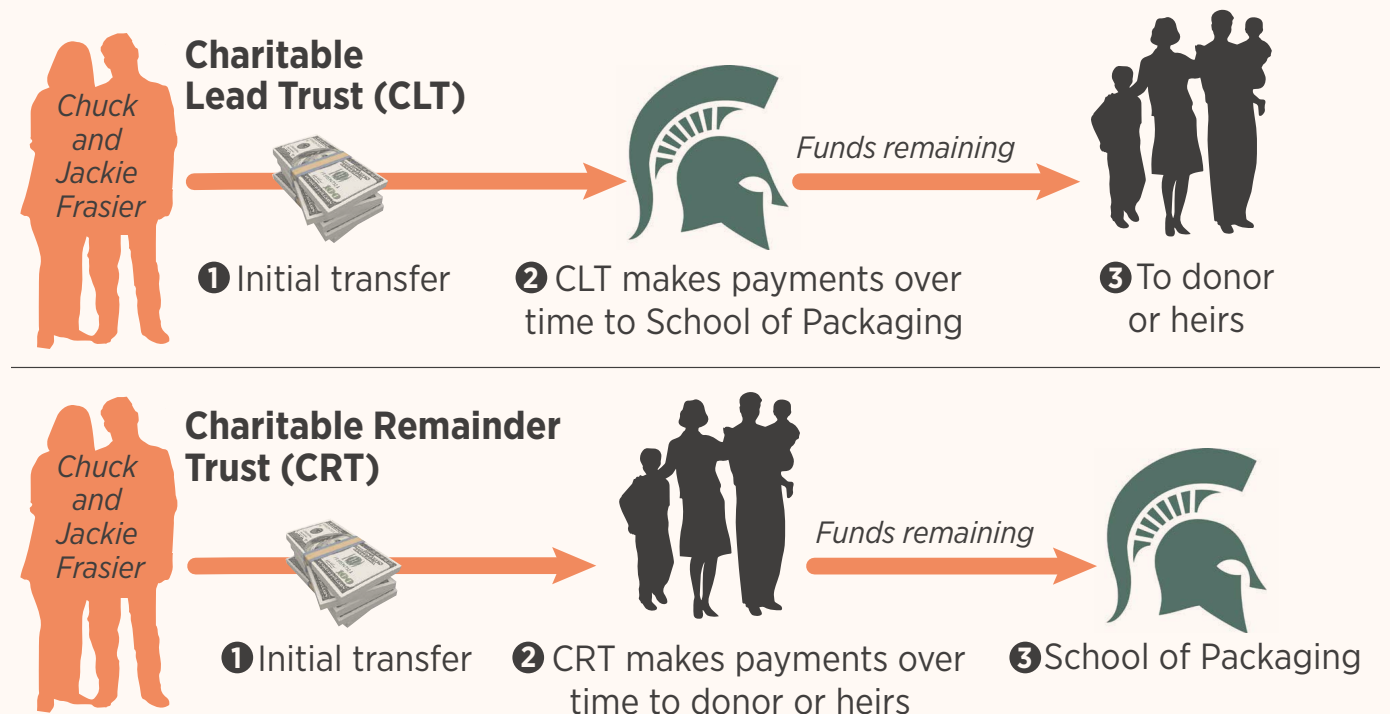 Charitable
Lead Trust (CLT)
Chuck
and
Jackie
Frasier
Funds remaining
❶ Initial transfer
❷ CLT makes payments over
time to School of Packaging
❸ To donor
or heirs
Charitable Remainder
Trust (CRT)
Chuck
and
Jackie
Frasier
Funds remaining
❶ Initial transfer
❷ CRT makes payments over
time to donor or heirs
❸ School of Packaging